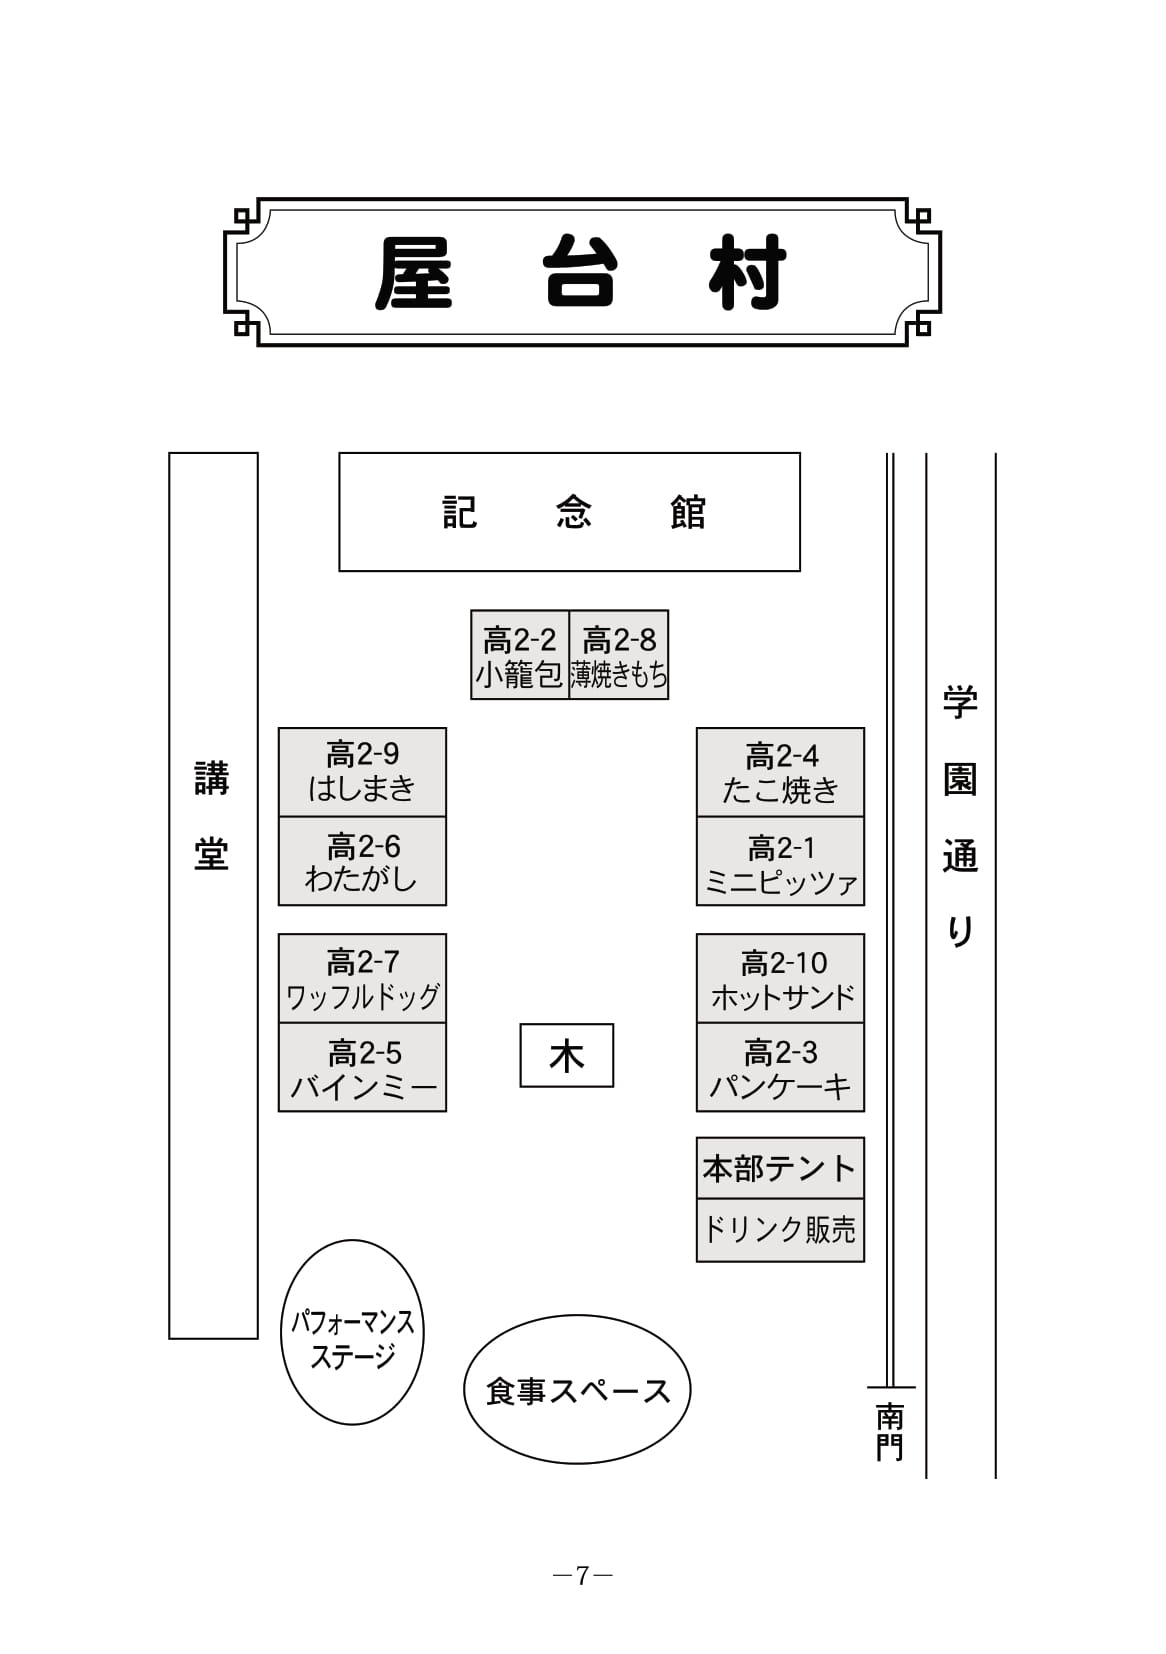 屋台村
記念館
高2-2
小籠包
高2-8
薄焼きもち
講堂
高2-9
はしまき
高2-6
わたがし
高2-4
たこ焼き
高2-1
ミニピッツァ
学園通り
高2-7
ワッフルドッグ
高2-5
バインミー
木
高2-10
ホットサンド
高2-3
パンケーキ
本部テント
ドリンク販売
パフォーマンス
ステージ
食事スペース
南門
—7—